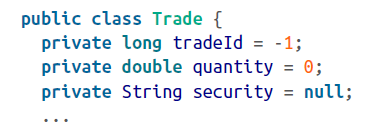 public class Trade {
  private long tradeId = -1;
  private double quantity = 0;
  private String security = null;
  ...